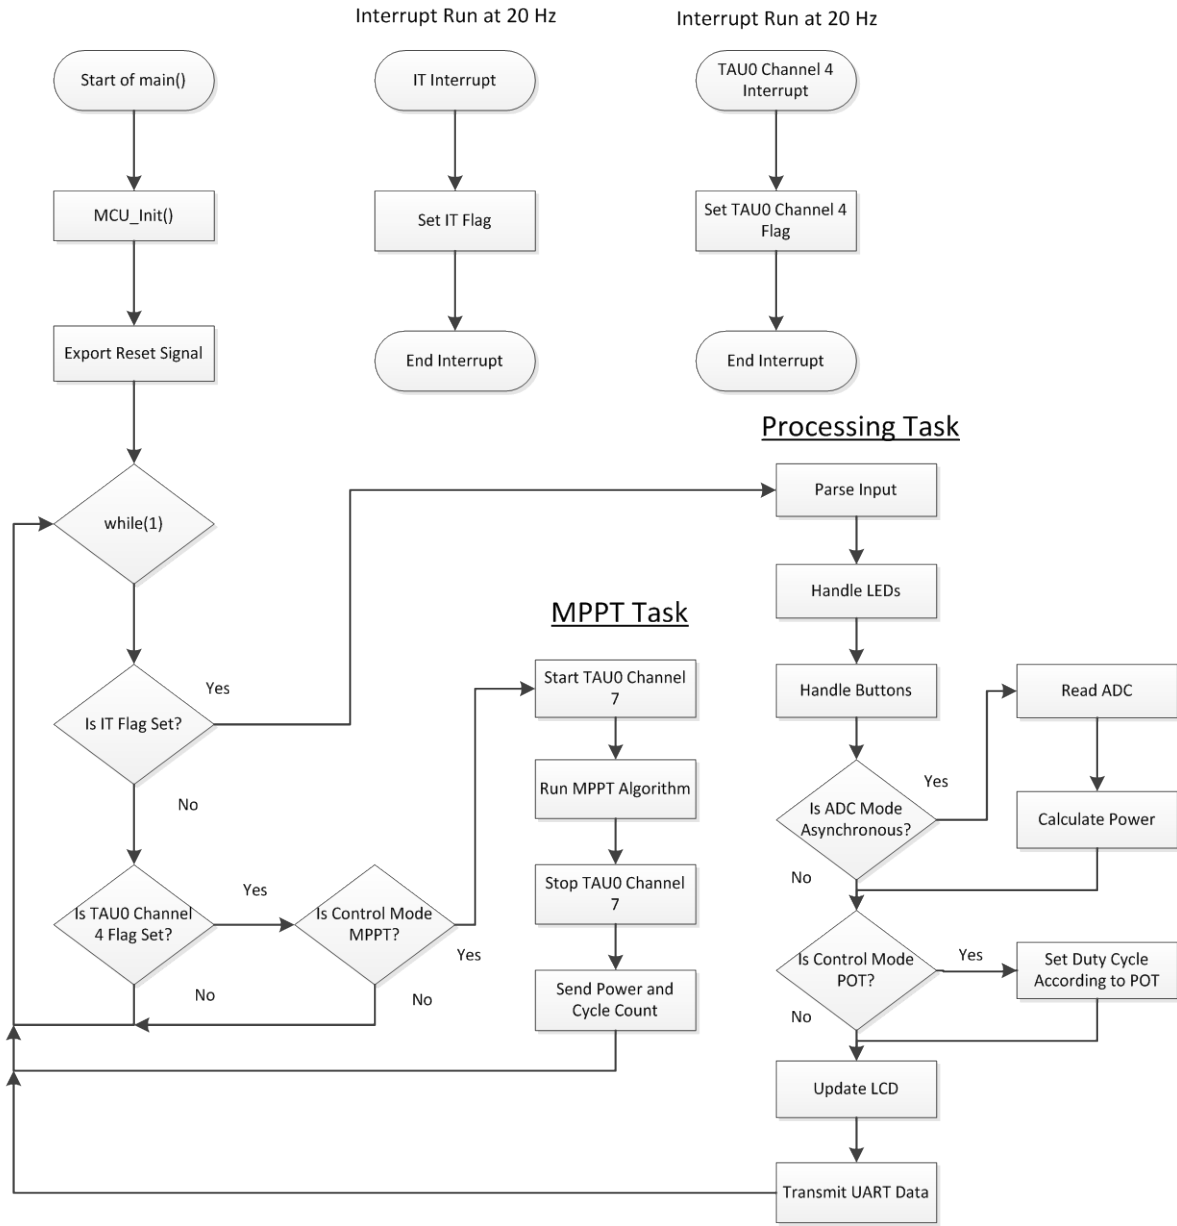 Interrupt Run at 20 Hz
Interrupt Run at 20 Hz
Start of main()
IT Interrupt
TAU0 Channel 4
Interrupt
MCU_Init()
Set IT Flag
Set TAU0 Channel 4
Flag
Export Reset Signal
End Interrupt
End Interrupt
Processing Task
Parse Input
while(1)
Handle LEDs
MPPT Task
Start TAU0 Channel
7
Handle Buttons
Read ADC
Yes
Is IT Flag Set?
No
Run MPPT Algorithm
Yes
Is ADC Mode
Asynchronous?
Calculate Power
No
Stop TAU0 Channel
7
Yes
Is TAU0 Channel
4 Flag Set?
Is Control Mode
MPPT?
Yes
No
No
Send Power and
Cycle Count
Is Control Mode
POT?
Yes
Set Duty Cycle
According to POT
No
Update LCD
Transmit UART Data